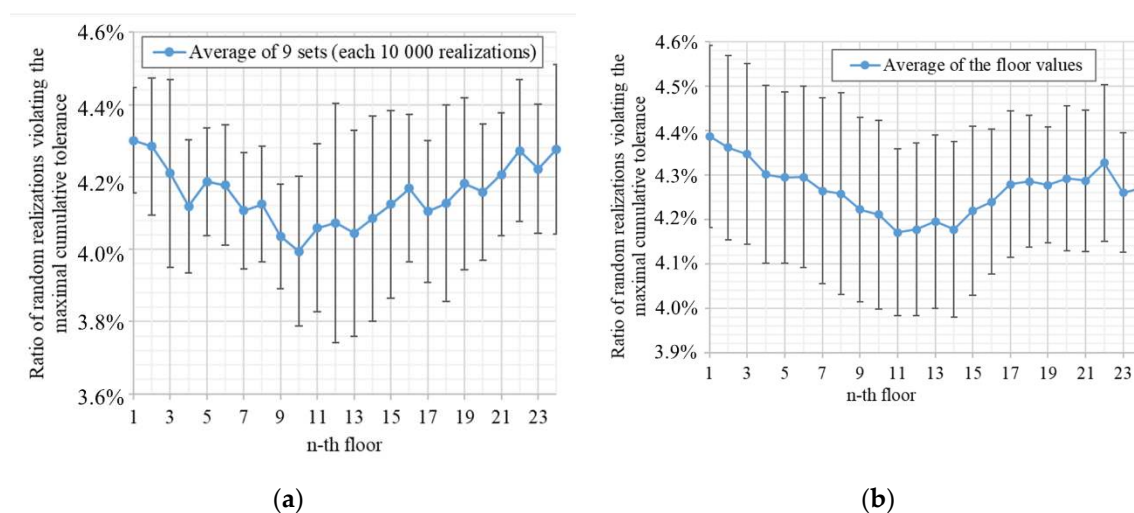 4.6%
4.4%
4.2%
4.0%
3.8%
3.6%
Ratio of random realizations violating the
maximal cumulative tolerance
Average of 9 sets (each 10 000 realizations)
1 3 5 7 9 11 13 15 17 19 21 23
n-th floor
(a)
4.6%
4.5%
4.4%
4.3%
4.2%
4.1%
4.0%
3.9%
Ratio of random realizations violating the
maximal cumulative tolerance
Average of the floor values
1 3 5 7 9 11 13 15 17 19 21 23
n-th floor
(b)